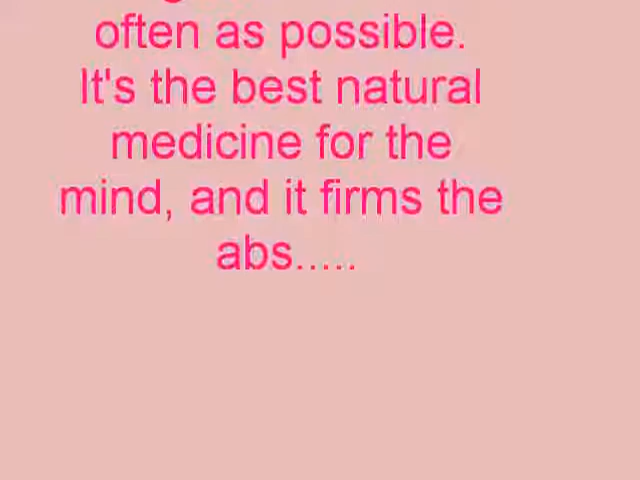 often as possible.
It's the best natural
medicine for the
mind, and it firms the
abs.....